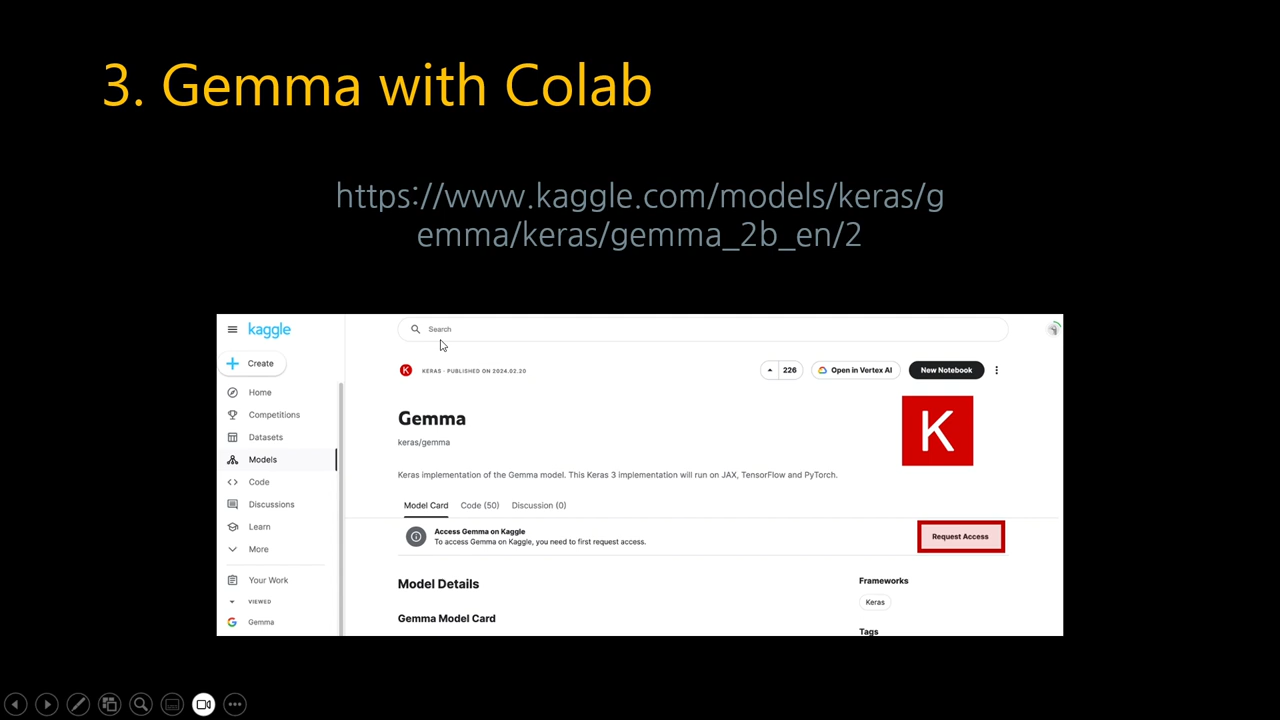 3. Gemma with Colab
https://www.kaggle.com/models/keras/g
emma/keras/gemma_2b_en/2
kaggle
Search
Create
K
KERAS · PUBLISHED ON 2024.02.20
226
Open in Vertex AI
New Notebook
Home
Competitions
Datasets
Models
Code
Discussions
Learn
More
Your Work
VIEWED
Gemma
Gemma
K
keras/gemma
Keras implementation of the Gemma model. This Keras 3 implementation will run on JAX, TensorFlow and PyTorch.
Model Card
Code (50)
Discussion (0)
Access Gemma on Kaggle
To access Gemma on Kaggle, you need to first request access.
Request Access
Model Details
Frameworks
Keras
Gemma Model Card
Tags